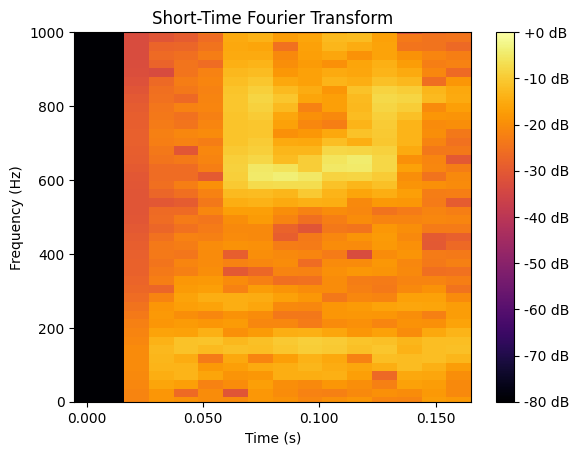 Short-Time Fourier Transform
1000
800
600
400
200
0
Frequency (Hz)
0.000
0.050
0.100
0.150
Time (s)
+0 dB
-10 dB
-20 dB
-30 dB
-40 dB
-50 dB
-60 dB
-70 dB
-80 dB